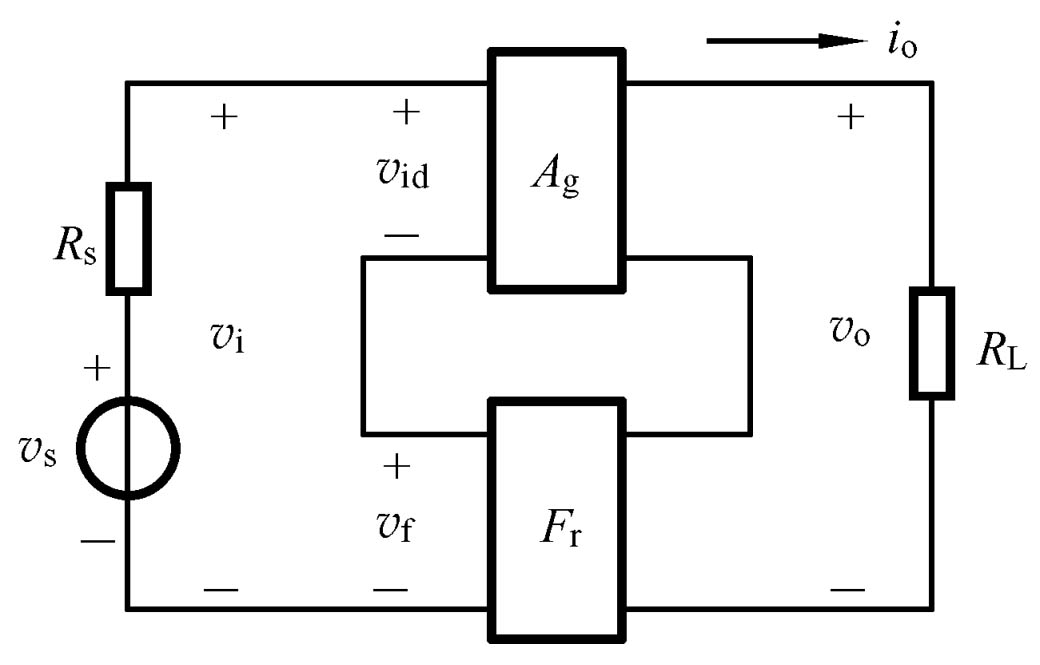 i_o
+ + +
v_id A_g
R_s −
v_i v_o R_L
+
v_s +
v_f F_r
−
− − −